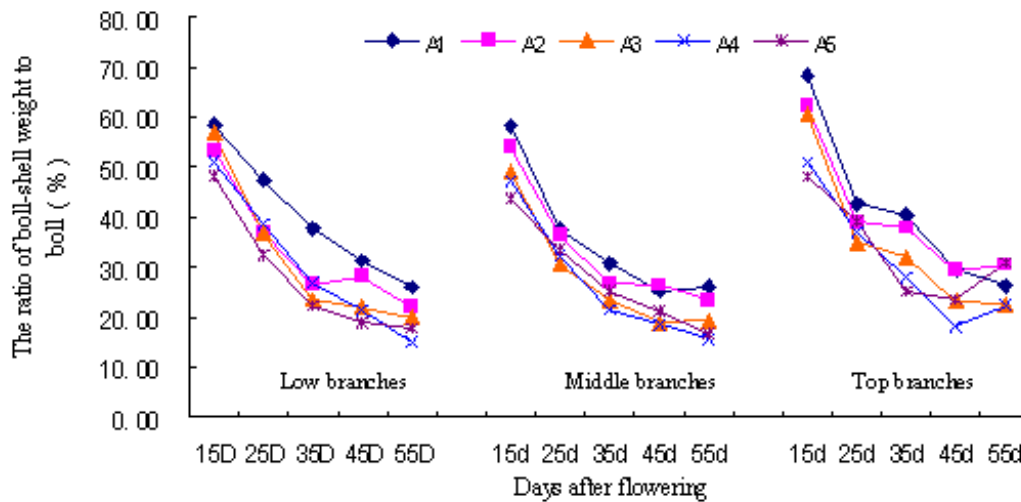 80. 00
70. 00
60. 00
50. 00
40. 00
30. 00
20. 00
10. 00
0. 00
The ratio of boll-shell weight to
boll ( % )
A1 A2 A3 A4 A5
Low branches Middle branches Top branches
15D 25D 35D 45D 55D 15d 25d 35d 45d 55d 15d 25d 35d 45d 55d
Days after flowering